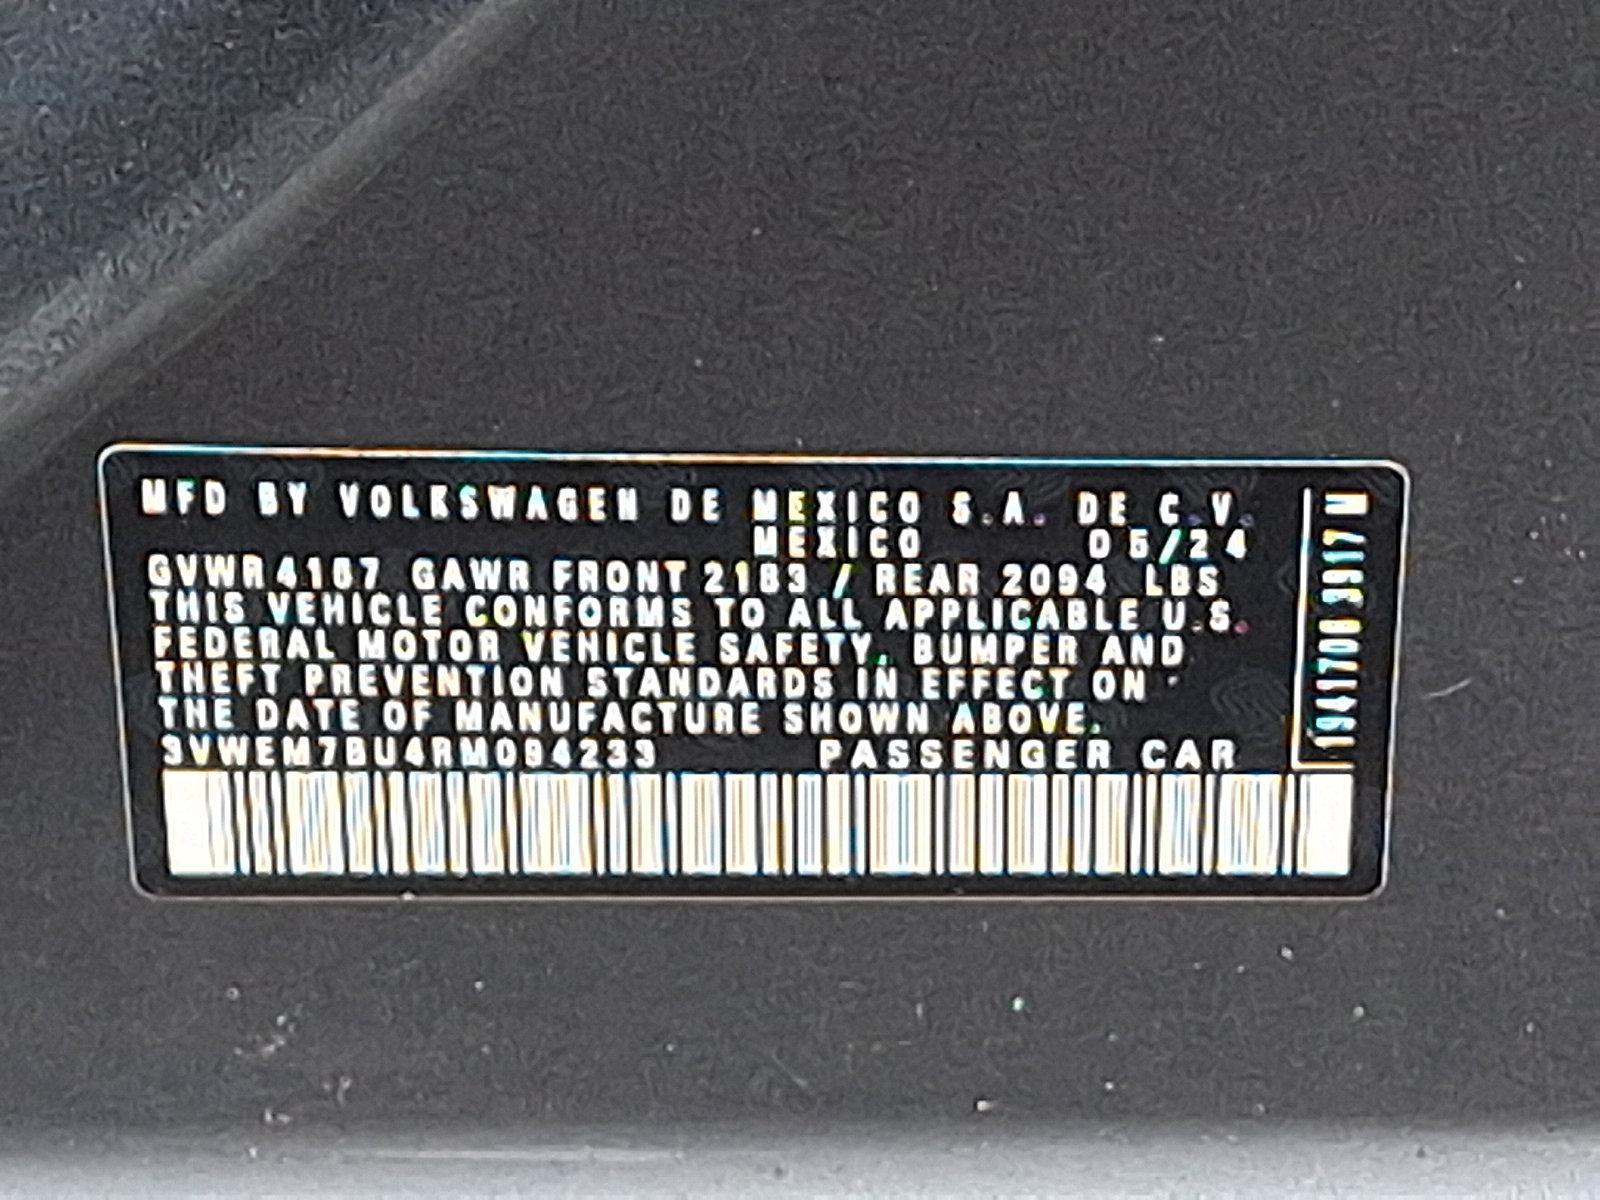 MFD BY VOLKSWAGEN DE MEXICO S.A. DE C.V.
MEXICO 05/24
GVWR 4167 GAWR FRONT 2183 / REAR 2094 LBS
THIS VEHICLE CONFORMS TO ALL APPLICABLE U.S.
FEDERAL MOTOR VEHICLE SAFETY, BUMPER AND
THEFT PREVENTION STANDARDS IN EFFECT ON
THE DATE OF MANUFACTURE SHOWN ABOVE.
3VWEM7BU4RM094233 PASSENGER CAR